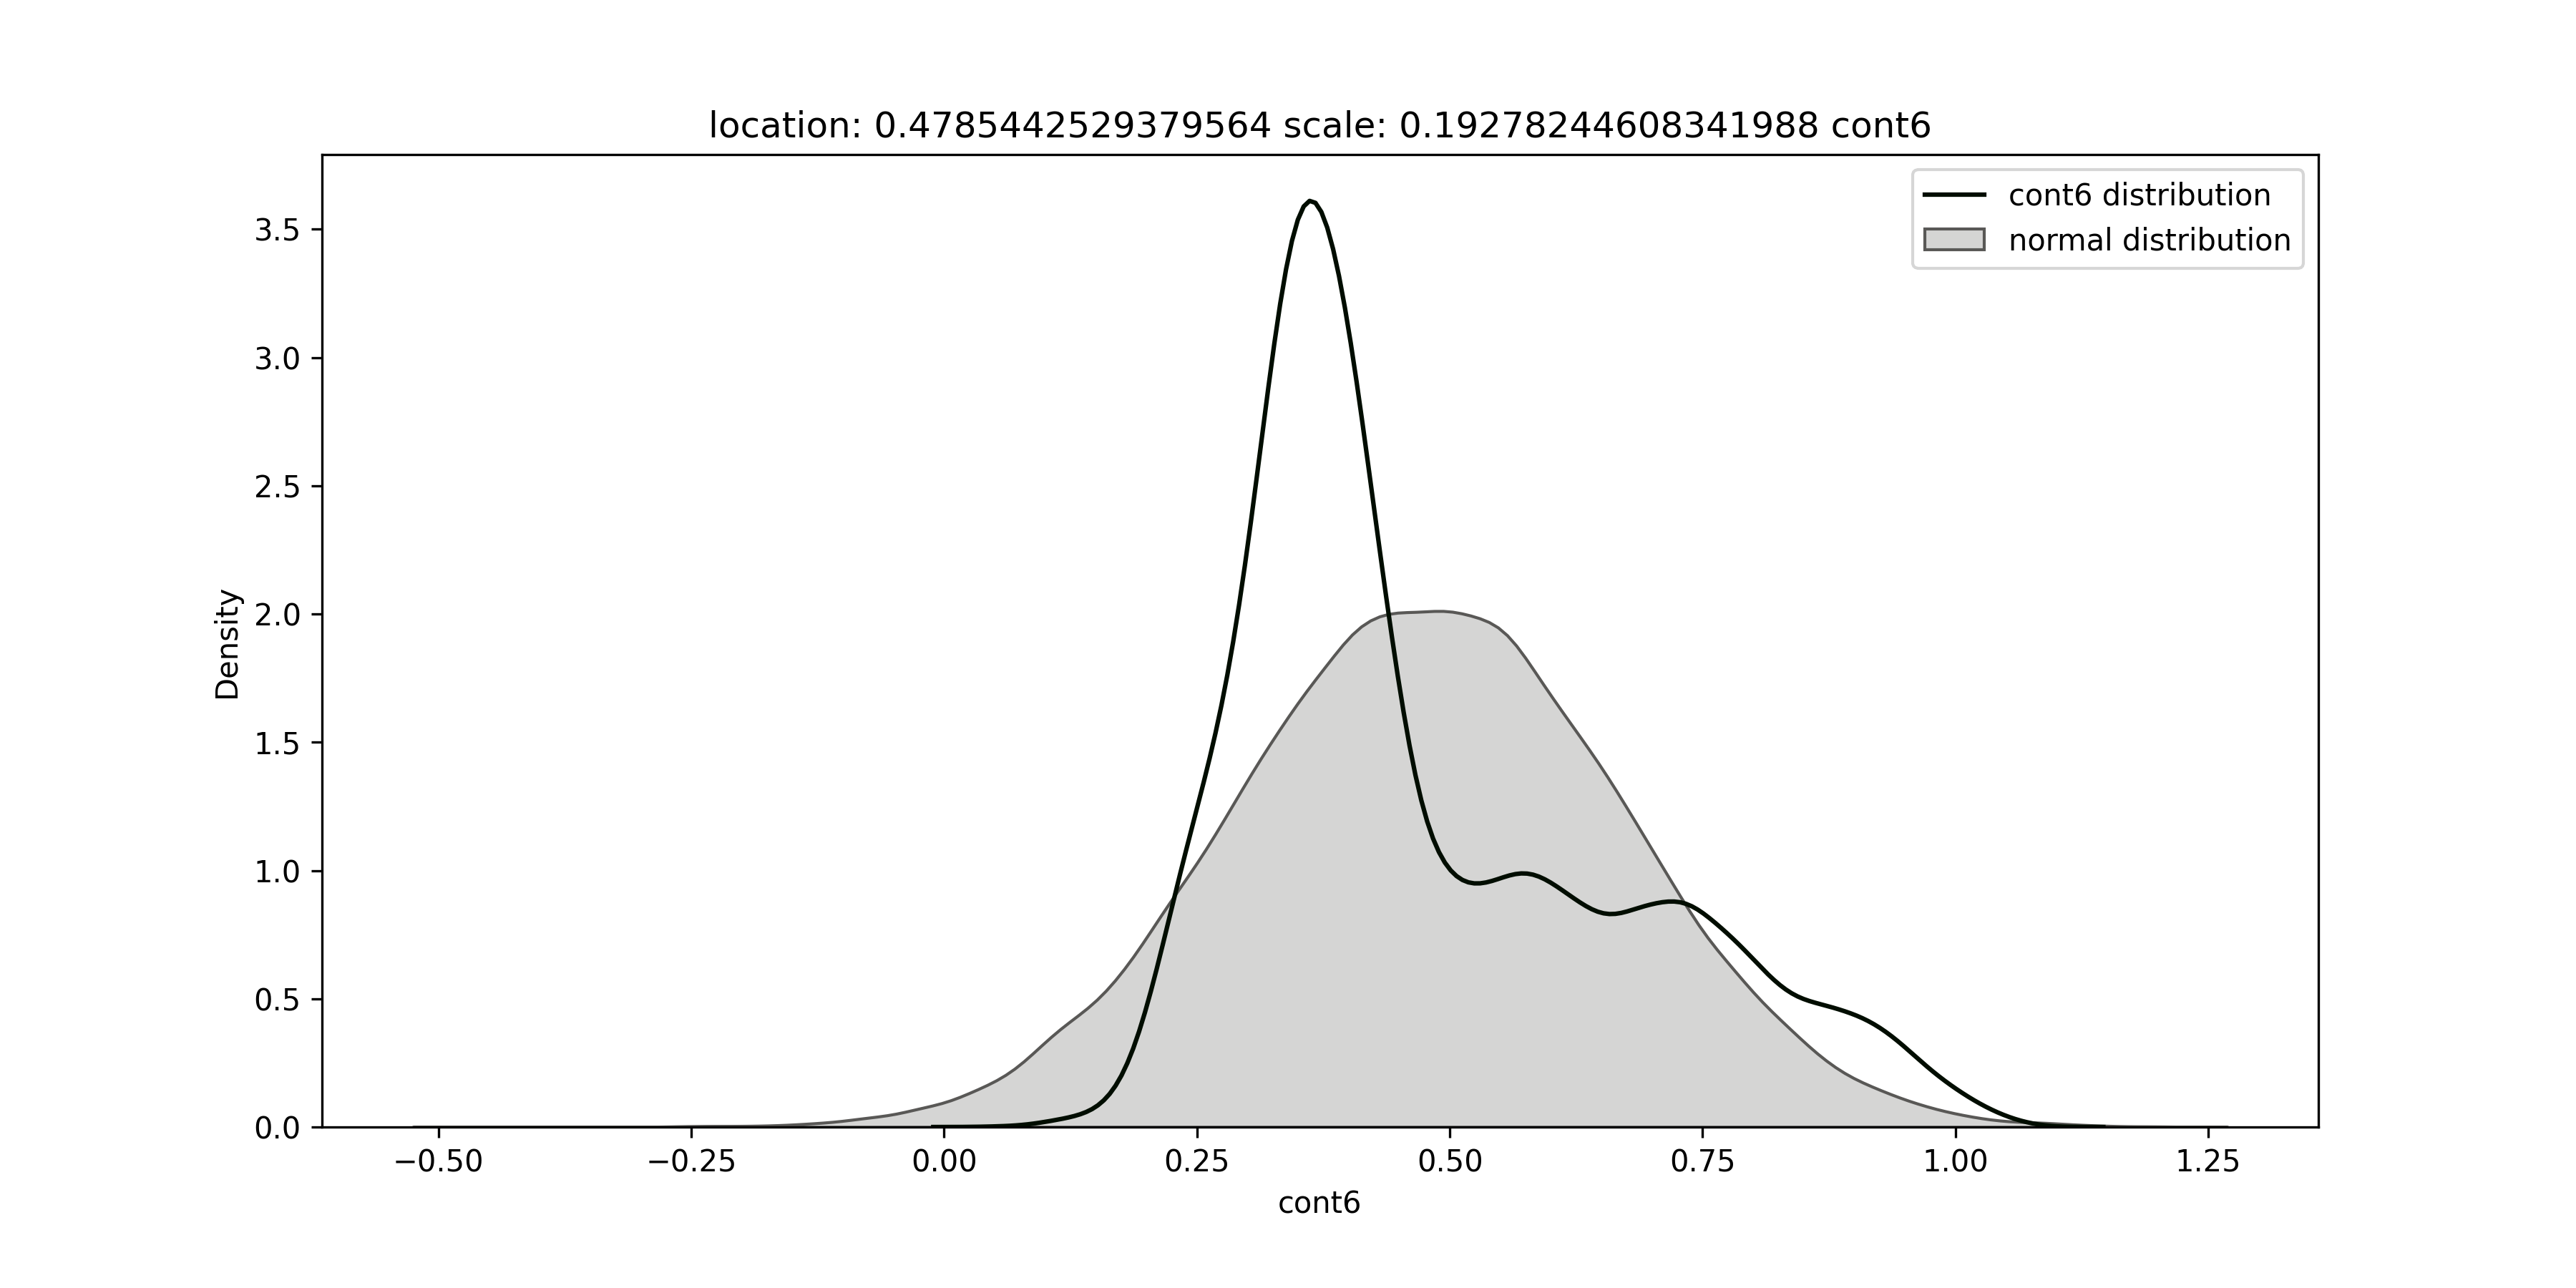 location: 0.4785442529379564 scale: 0.19278244608341988 cont6
cont6 distribution
normal distribution
Density
3.5
3.0
2.5
2.0
1.5
1.0
0.5
0.0
−0.50 −0.25 0.00 0.25 0.50 0.75 1.00 1.25
cont6